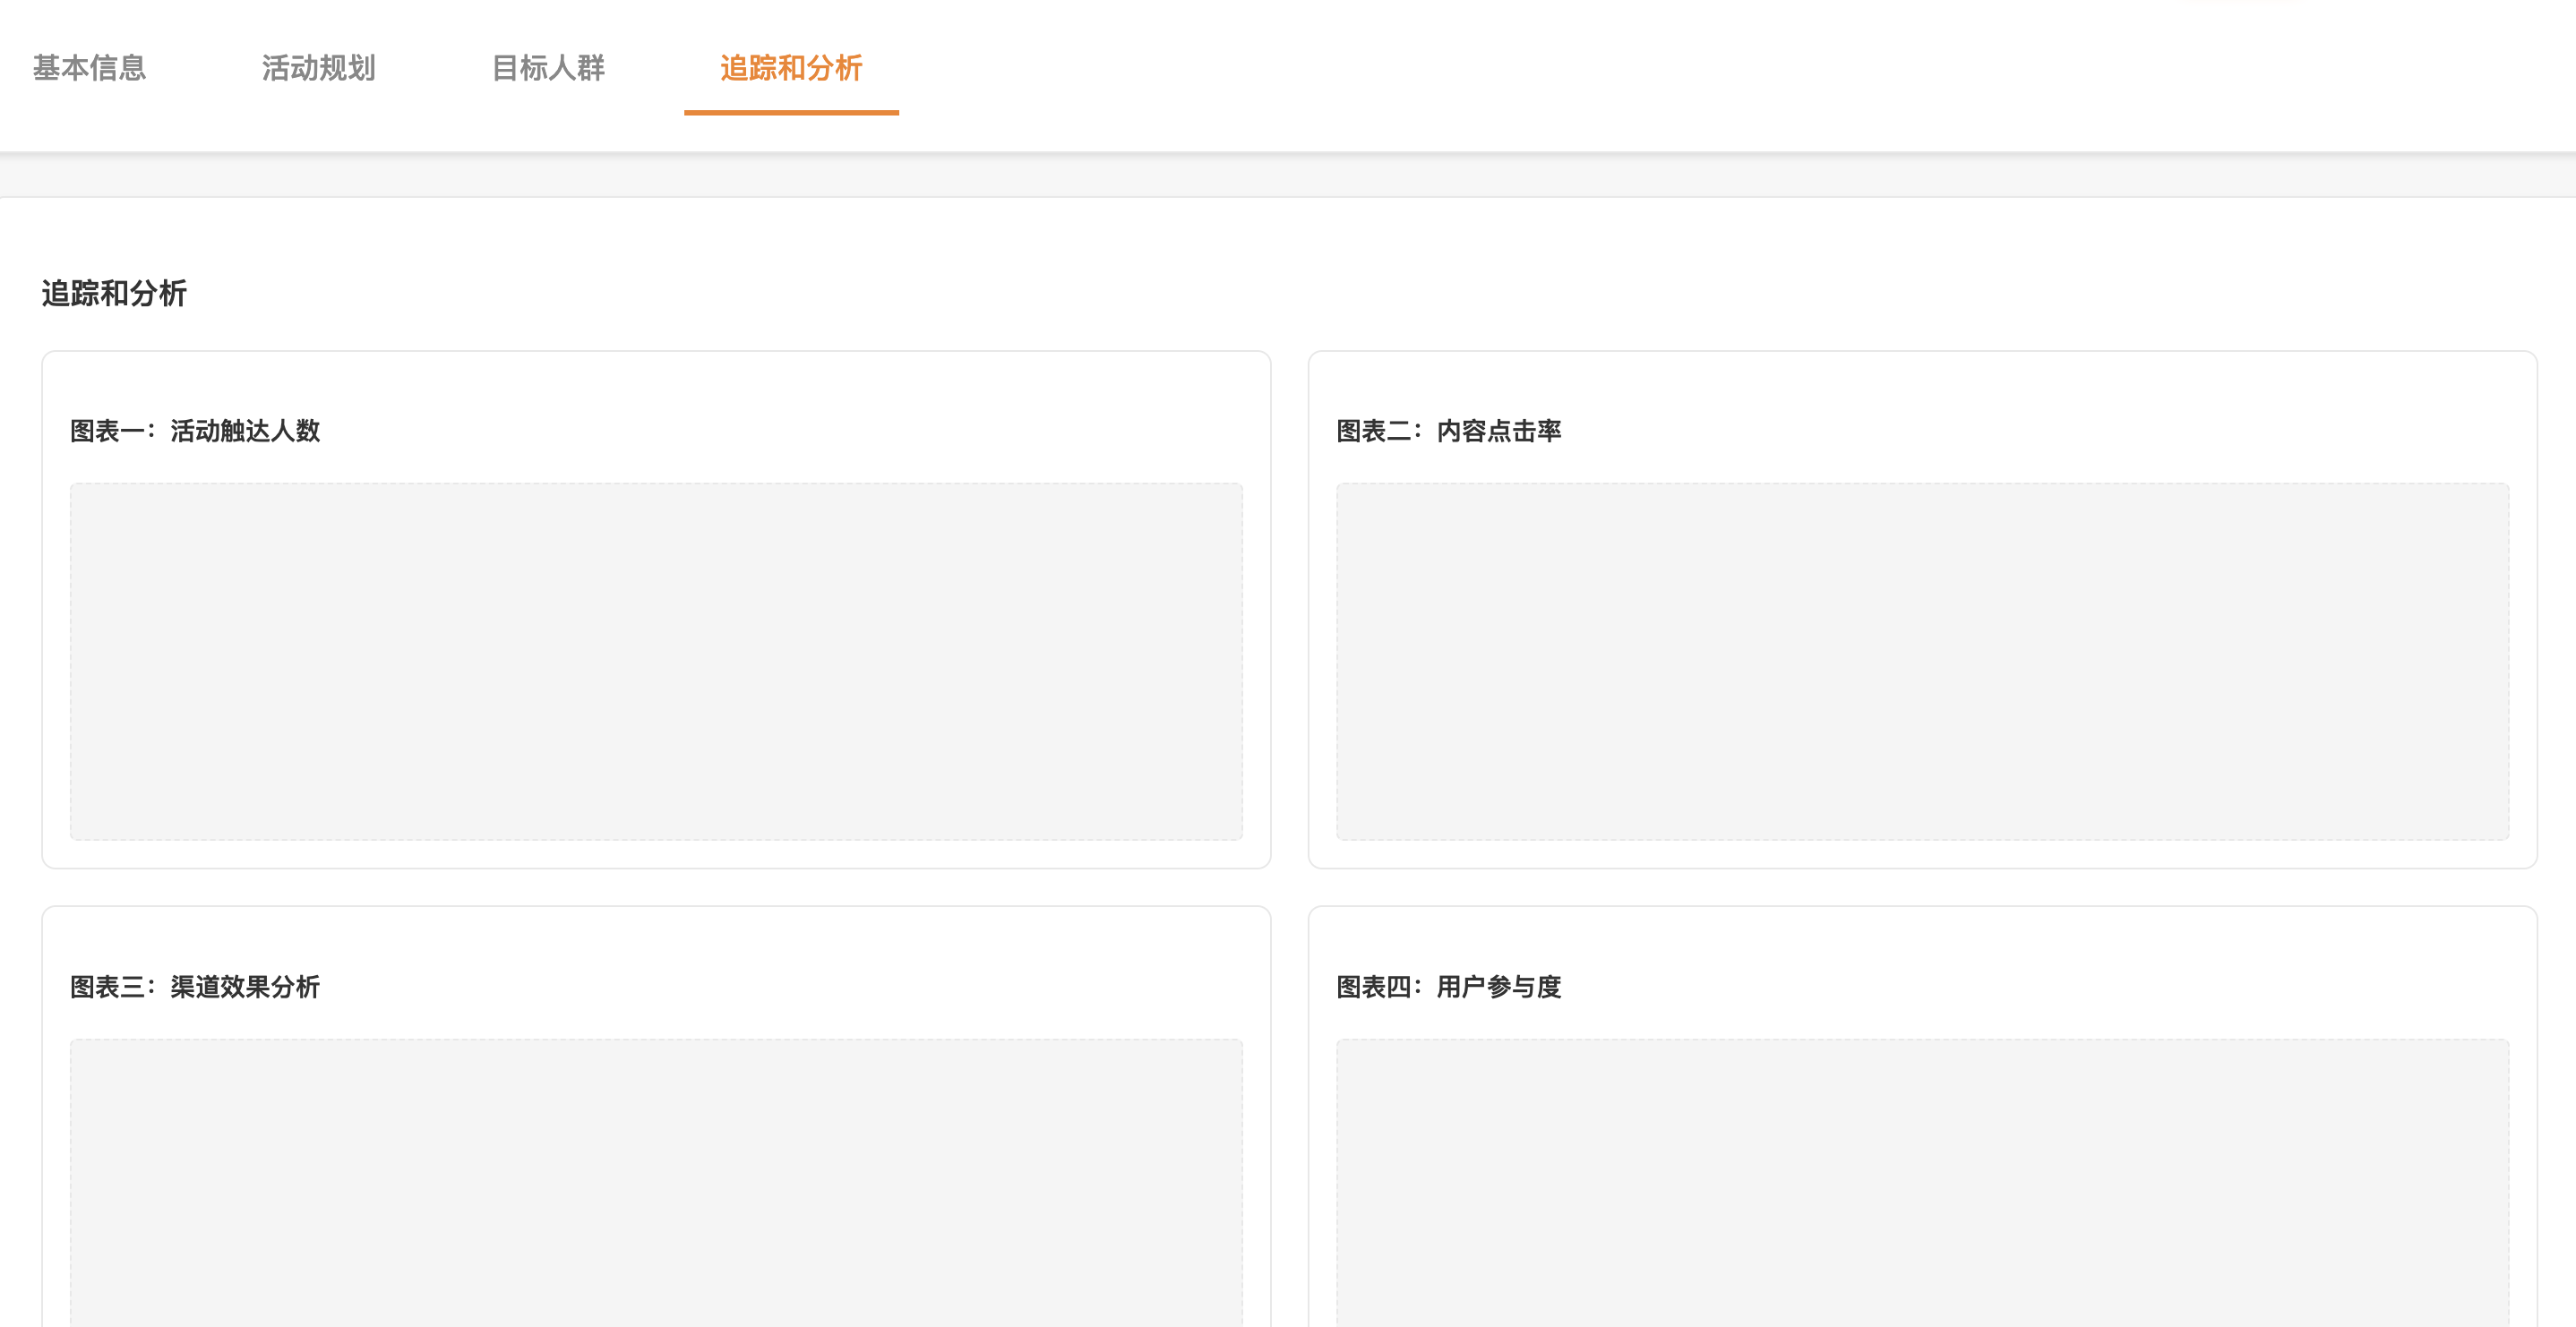 基本信息 活动规划 目标人群 追踪和分析
追踪和分析
图表一：活动触达人数
图表二：内容点击率
图表三：渠道效果分析
图表四：用户参与度